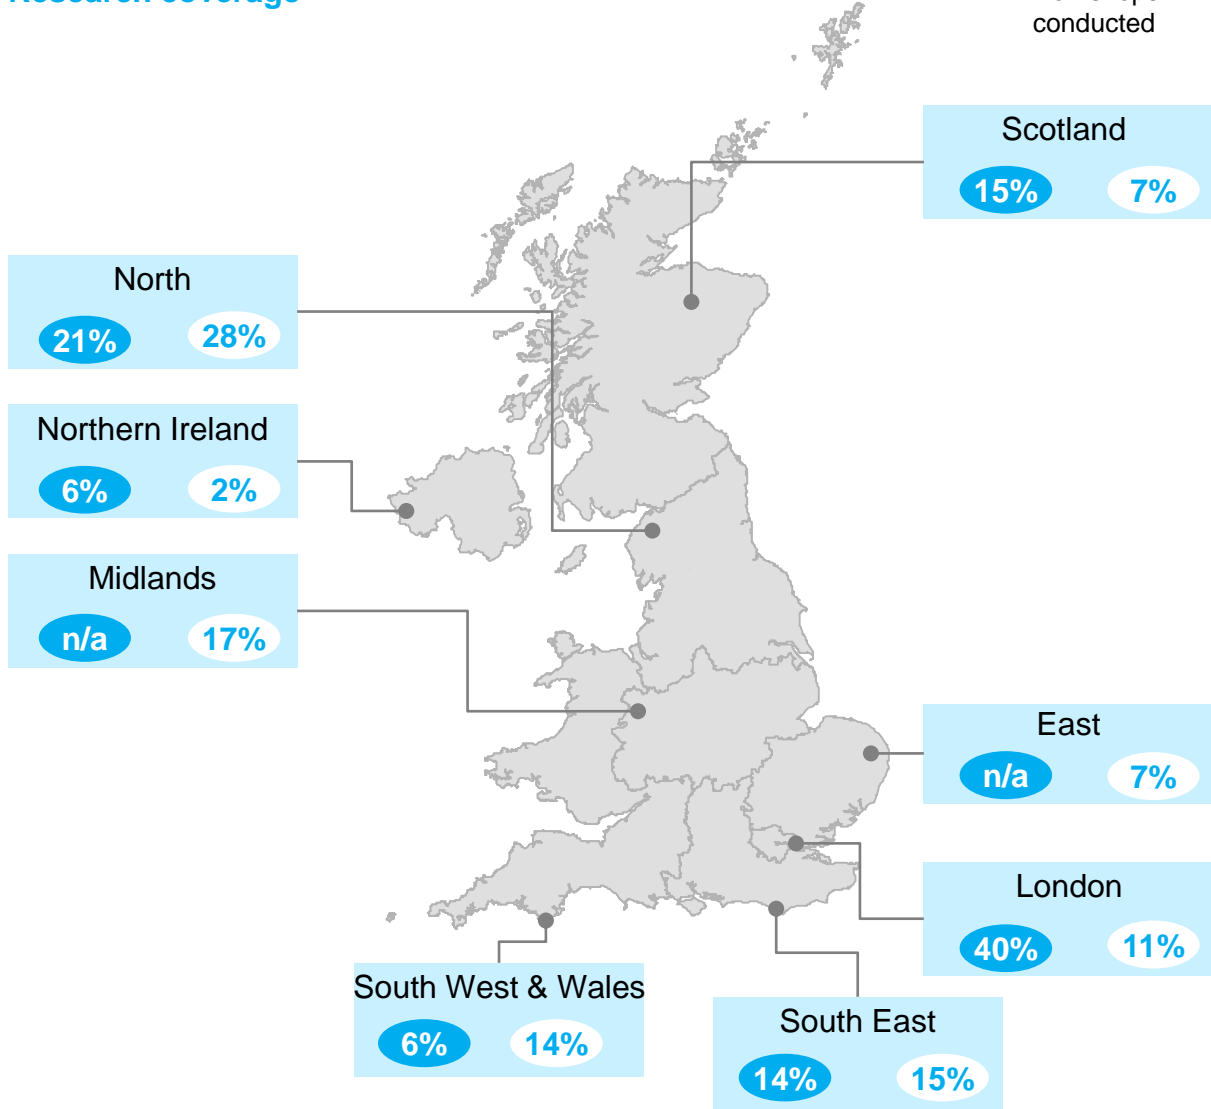 conducted
Scotland
15%
7%
North
21%
28%
Northern Ireland
6%
2%
Midlands
n/a
17%
East
n/a
7%
London
40%
11%
South West & Wales
6%
14%
South East
14%
15%